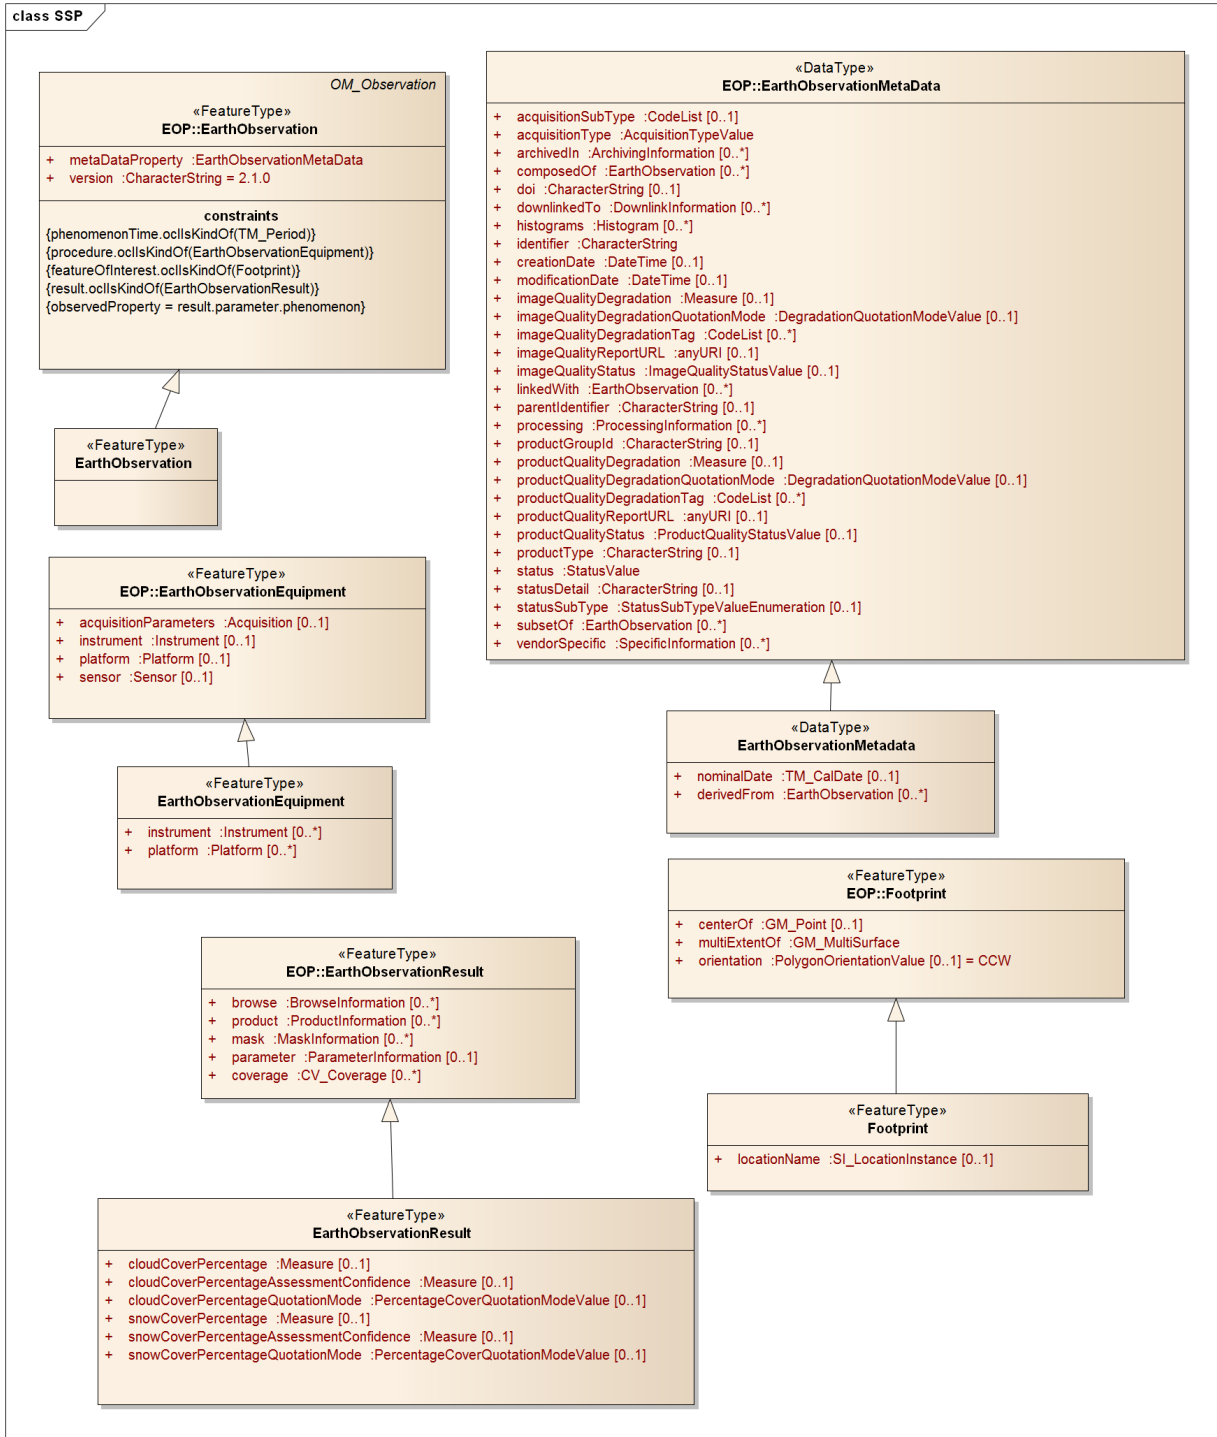 class SSP
OM_Observation
«FeatureType»
EOP::EarthObservation
+ metaDataProperty :EarthObservationMetaData
+ version :CharacterString = 2.1.0
constraints
{phenomenonTime.oclIsKindOf(TM_Period)}
{procedure.oclIsKindOf(EarthObservationEquipment)}
{featureOfInterest.oclIsKindOf(Footprint)}
{result.oclIsKindOf(EarthObservationResult)}
{observedProperty = result.parameter.phenomenon}
«FeatureType»
EarthObservation
«FeatureType»
EOP::EarthObservationEquipment
+ acquisitionParameters :Acquisition [0..1]
+ instrument :Instrument [0..1]
+ platform :Platform [0..1]
+ sensor :Sensor [0..1]
«FeatureType»
EarthObservationEquipment
+ instrument :Instrument [0..*]
+ platform :Platform [0..*]
«DataType»
EOP::EarthObservationMetaData
+ acquisitionSubType :CodeList [0..1]
+ acquisitionType :AcquisitionTypeValue
+ archivedIn :ArchivingInformation [0..*]
+ composedOf :EarthObservation [0..*]
+ doi :CharacterString [0..1]
+ downlinkedTo :DownlinkInformation [0..*]
+ histograms :Histogram [0..*]
+ identifier :CharacterString
+ creationDate :DateTime [0..1]
+ modificationDate :DateTime [0..1]
+ imageQualityDegradation :Measure [0..1]
+ imageQualityDegradationQuotationMode :DegradationQuotationModeValue [0..1]
+ imageQualityDegradationTag :CodeList [0..*]
+ imageQualityReportURL :anyURI [0..1]
+ imageQualityStatus :ImageQualityStatusValue [0..1]
+ linkedWith :EarthObservation [0..*]
+ parentIdentifier :CharacterString [0..1]
+ processing :ProcessingInformation [0..*]
+ productGroupId :CharacterString [0..1]
+ productQualityDegradation :Measure [0..1]
+ productQualityDegradationQuotationMode :DegradationQuotationModeValue [0..1]
+ productQualityDegradationTag :CodeList [0..*]
+ productQualityReportURL :anyURI [0..1]
+ productQualityStatus :ProductQualityStatusValue [0..1]
+ productType :CharacterString [0..1]
+ status :StatusValue
+ statusDetail :CharacterString [0..1]
+ statusSubType :StatusSubTypeValueEnumeration [0..1]
+ subsetOf :EarthObservation [0..*]
+ vendorSpecific :SpecificInformation [0..*]
«DataType»
EarthObservationMetadata
+ nominalDate :TM_CalDate [0..1]
+ derivedFrom :EarthObservation [0..*]
«FeatureType»
EOP::Footprint
+ centerOf :GM_Point [0..1]
+ multiExtentOf :GM_MultiSurface
+ orientation :PolygonOrientationValue [0..1] = CCW
«FeatureType»
Footprint
+ locationName :SI_LocationInstance [0..1]
«FeatureType»
EOP::EarthObservationResult
+ browse :BrowseInformation [0..*]
+ product :ProductInformation [0..*]
+ mask :MaskInformation [0..*]
+ parameter :ParameterInformation [0..1]
+ coverage :CV_Coverage [0..*]
«FeatureType»
EarthObservationResult
+ cloudCoverPercentage :Measure [0..1]
+ cloudCoverPercentageAssessmentConfidence :Measure [0..1]
+ cloudCoverPercentageQuotationMode :PercentageCoverQuotationModeValue [0..1]
+ snowCoverPercentage :Measure [0..1]
+ snowCoverPercentageAssessmentConfidence :Measure [0..1]
+ snowCoverPercentageQuotationMode :PercentageCoverQuotationModeValue [0..1]